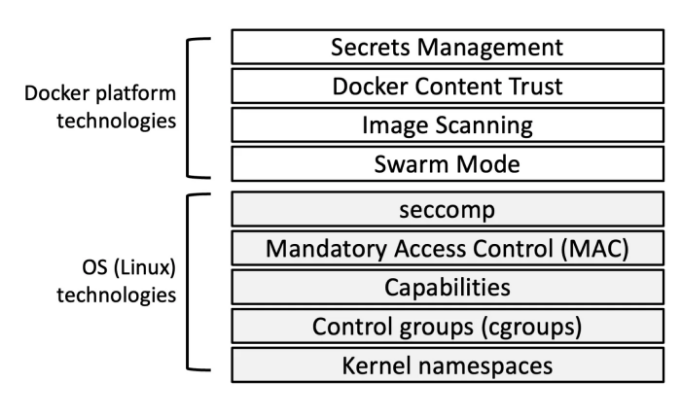 Docker platform
technologies
Secrets Management
Docker Content Trust
Image Scanning
Swarm Mode
OS (Linux)
technologies
seccomp
Mandatory Access Control (MAC)
Capabilities
Control groups (cgroups)
Kernel namespaces